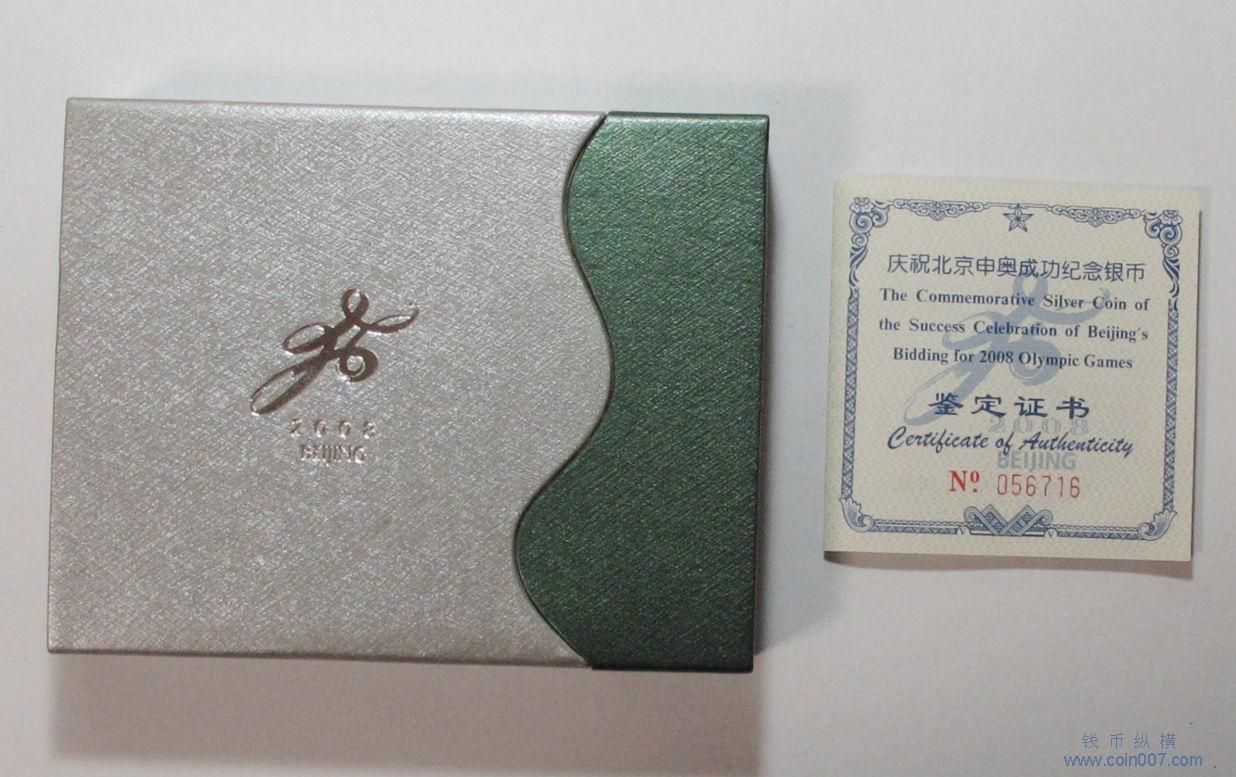 2008
BEIJING
庆祝北京申奥成功纪念银币
The Commemorative Silver Coin of
the Success Celebration of Beijing's
Bidding for 2008 Olympic Games
鉴定证书
2008
Certificate of Authenticity
BEIJING
Nº 056716
钱币纵横
www.coin007.com